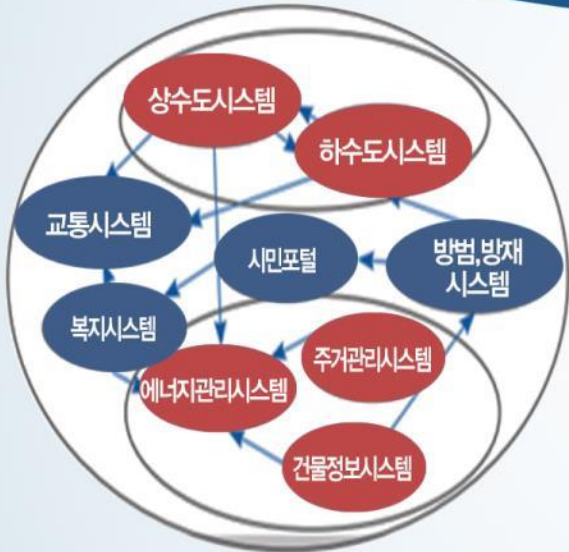 상수도시스템
하수도시스템
교통시스템
시민포털
방범,방재
시스템
복지시스템
주거관리시스템
에너지관리시스템
건물정보시스템